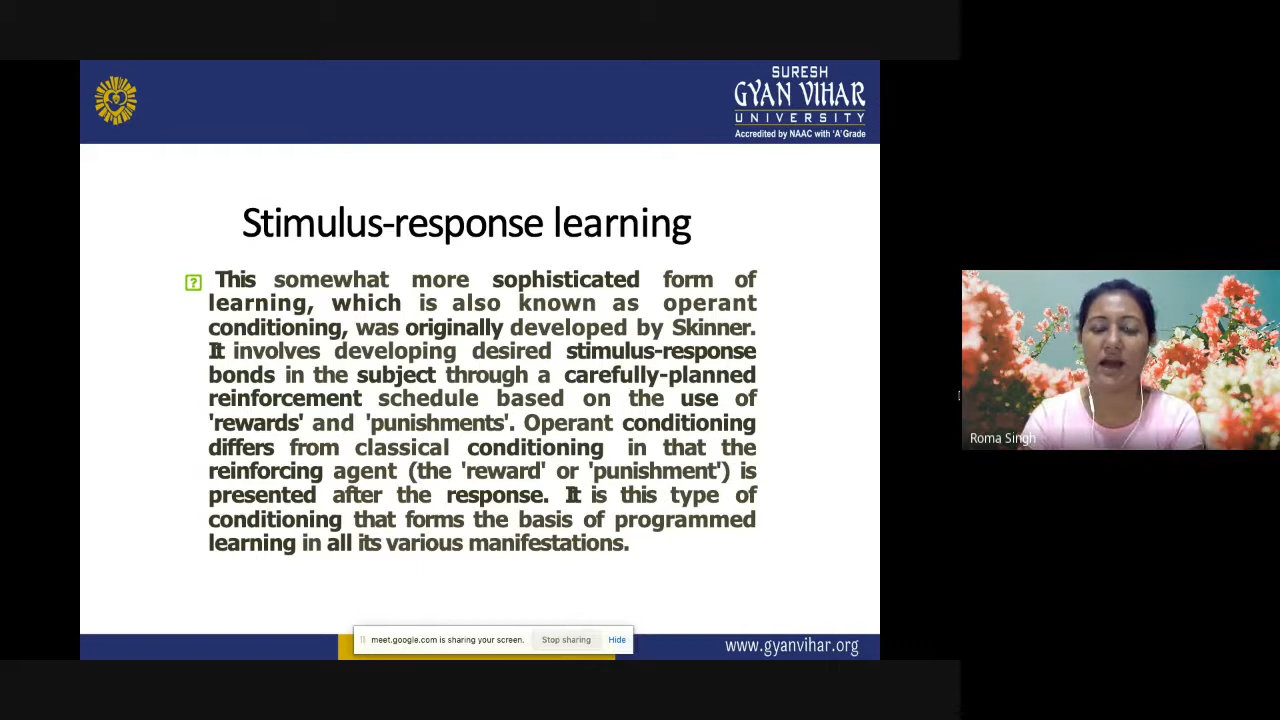 SURESH
GYAN VIHAR
UNIVERSITY
Accredited by NAAC with 'A' Grade
Stimulus-response learning
This somewhat more sophisticated form of
learning, which is also known as operant
conditioning, was originally developed by Skinner.
It involves developing desired stimulus-response
bonds in the subject through a carefully-planned
reinforcement schedule based on the use of
'rewards' and 'punishments'. Operant conditioning
differs from classical conditioning in that the
reinforcing agent (the 'reward' or 'punishment') is
presented after the response. It is this type of
conditioning that forms the basis of programmed
learning in all its various manifestations.
Roma Singh
meet.google.com is sharing your screen. Stop sharing Hide
www.gyanvihar.org